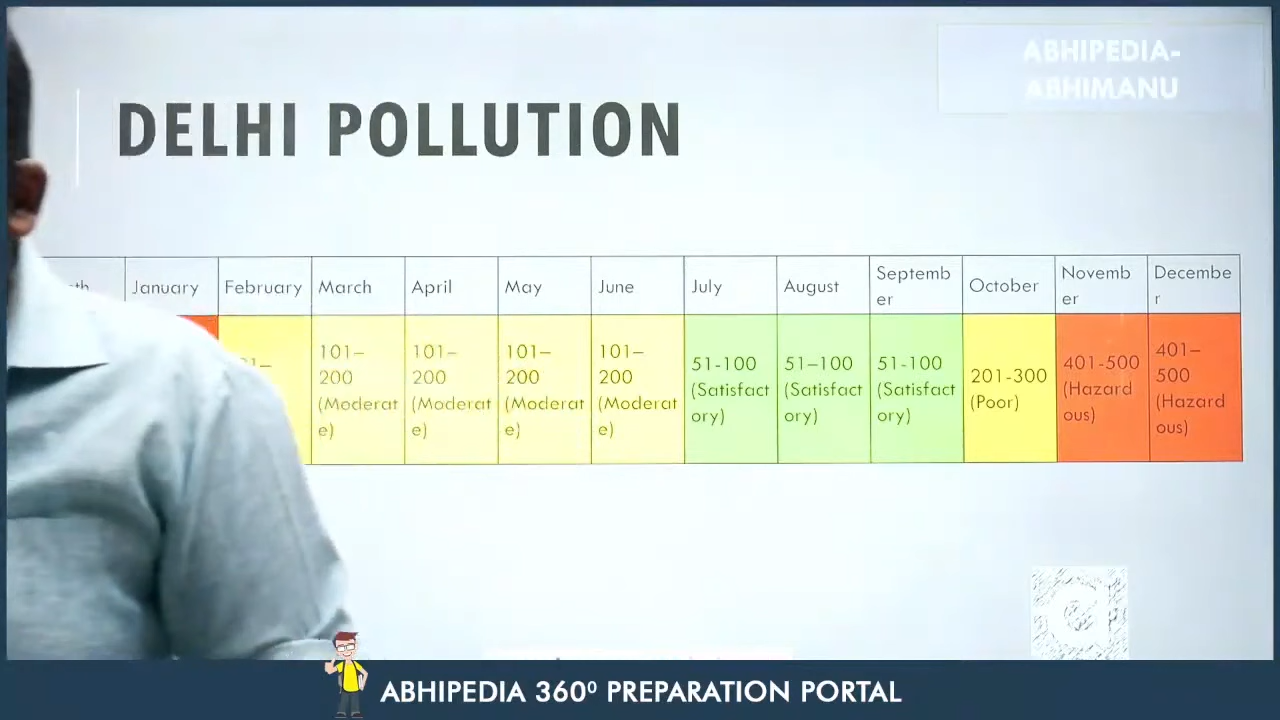 ABHIPEDIA-
ABHIMANU
DELHI POLLUTION
January February March April May June July August Septemb
er October Novemb
er Decembe
r
101–
200
(Moderat
e)
101–
200
(Moderat
e)
101–
200
(Moderat
e)
101–
200
(Moderat
e)
51-100
(Satisfact
ory)
51–100
(Satisfact
ory)
51-100
(Satisfact
ory)
201-300
(Poor)
401-500
(Hazard
ous)
401–
500
(Hazard
ous)
ABHIPEDIA 360⁰ PREPARATION PORTAL